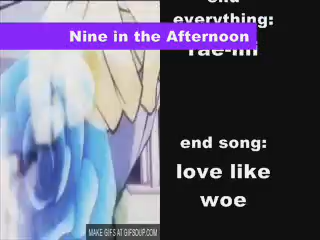 everything:
Nine in the Afternoon
end song:
love like
woe
MAKE GIFS AT GIFSOUP.COM